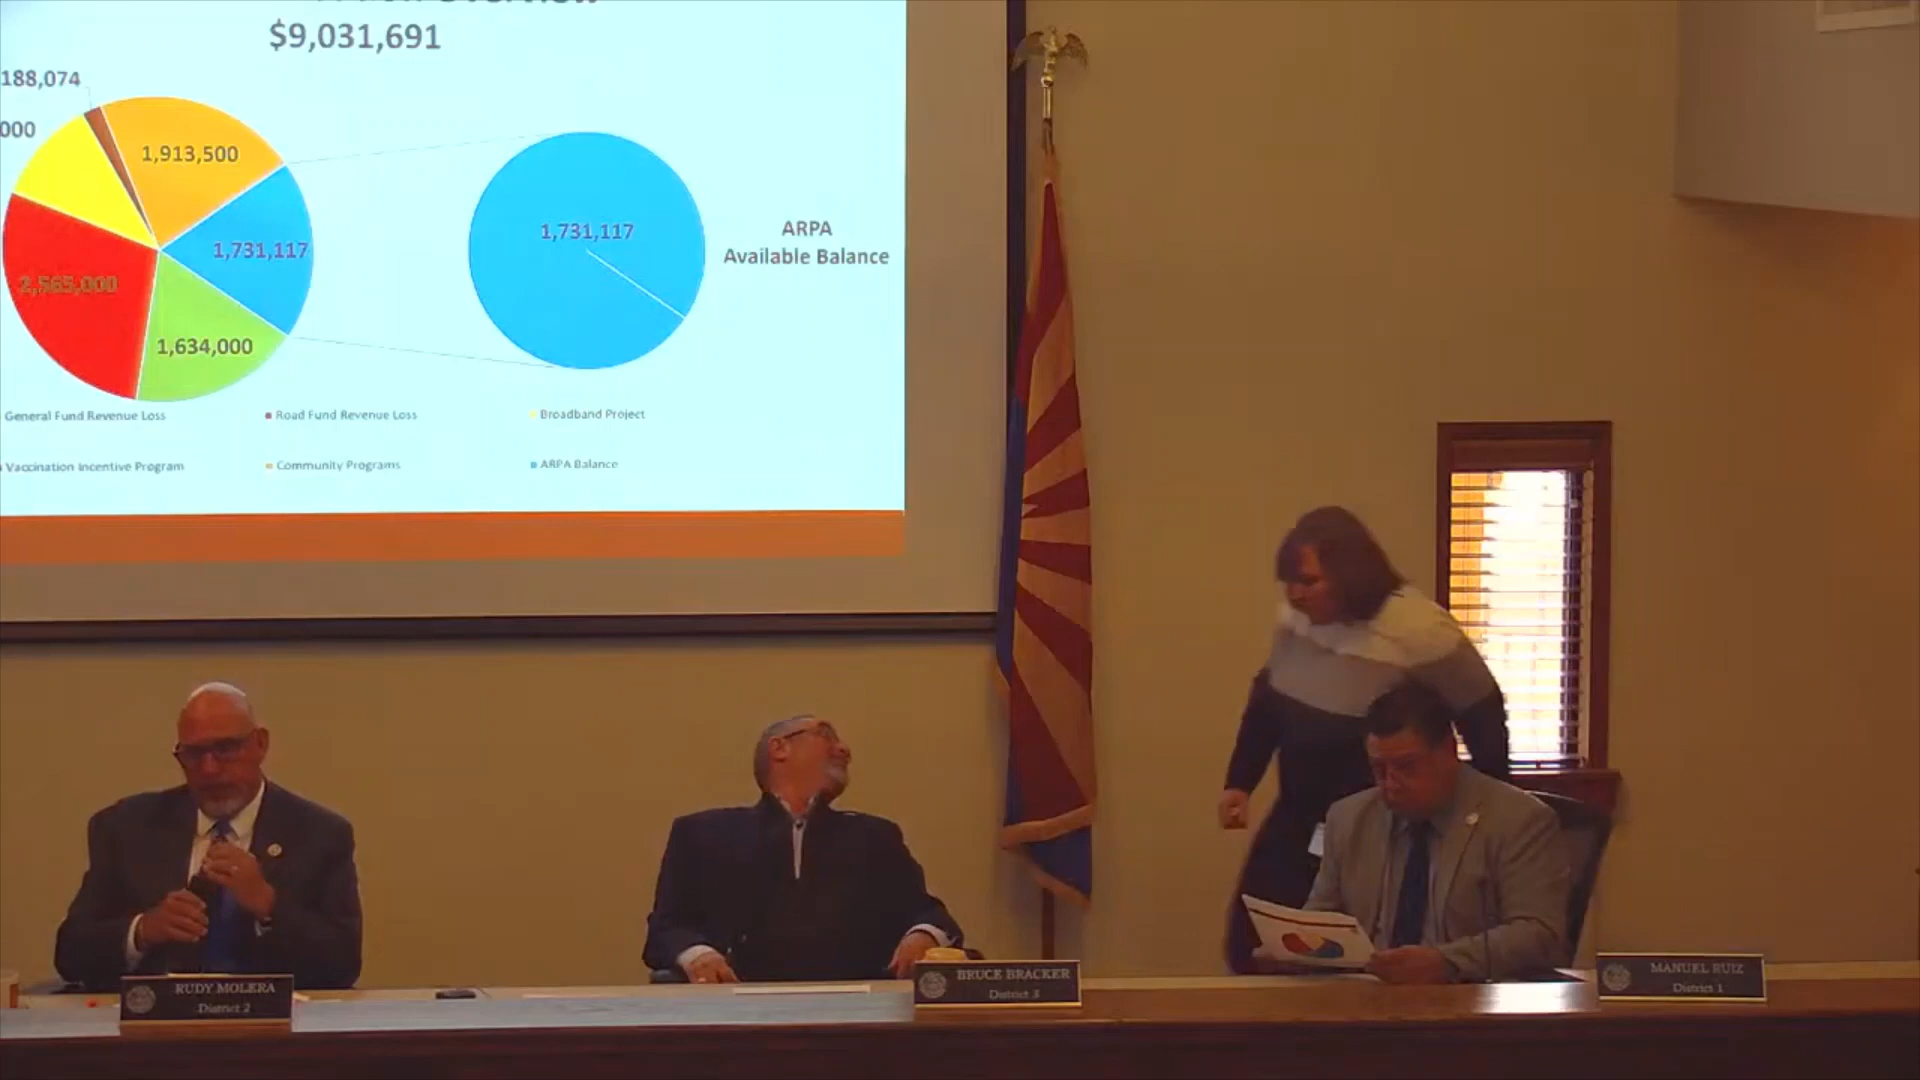 $9,031,691
188,074
000
1,913,500
1,731,117
2,565,000
1,634,000
1,731,117
ARPA
Available Balance
General Fund Revenue Loss
Road Fund Revenue Loss
Broadband Project
Vaccination Incentive Program
Community Programs
ARPA Balance
RUDY MOLERA
District 2
BRUCE BRACKER
District 3
MANUEL RUIZ
District 1